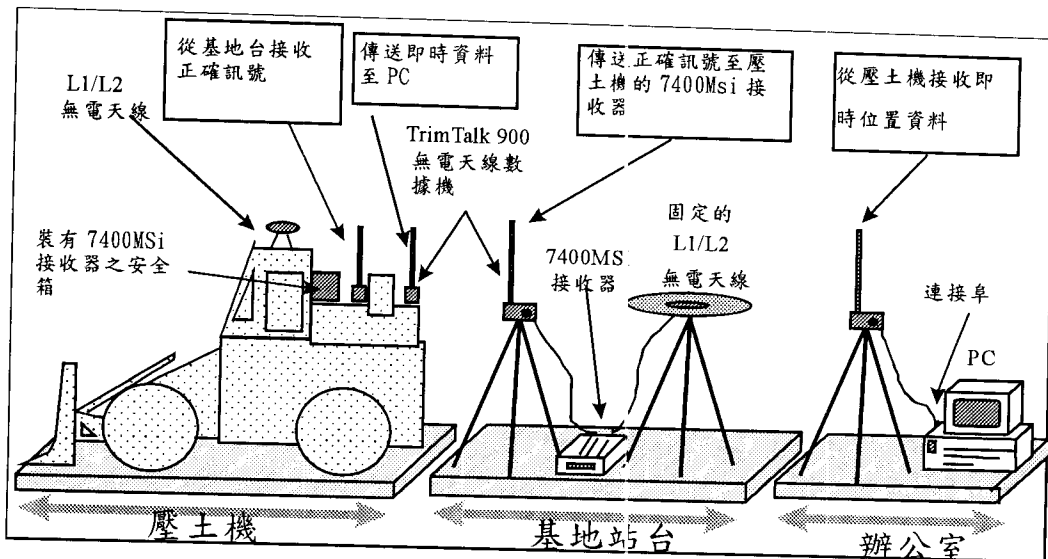 從基地台接收
正確訊號
傳送即時資料
至 PC
傳送正確訊號至壓
土機的 7400Msi 接
收器
從壓土機接收即
時位置資料
L1/L2
無電天線
TrimTalk 900
無電天線數
據機
固定的
L1/L2
無電天線
裝有 7400MSi
接收器之安全
箱
7400MS
接收器
連接阜
PC
壓土機
基地站台
辦公室